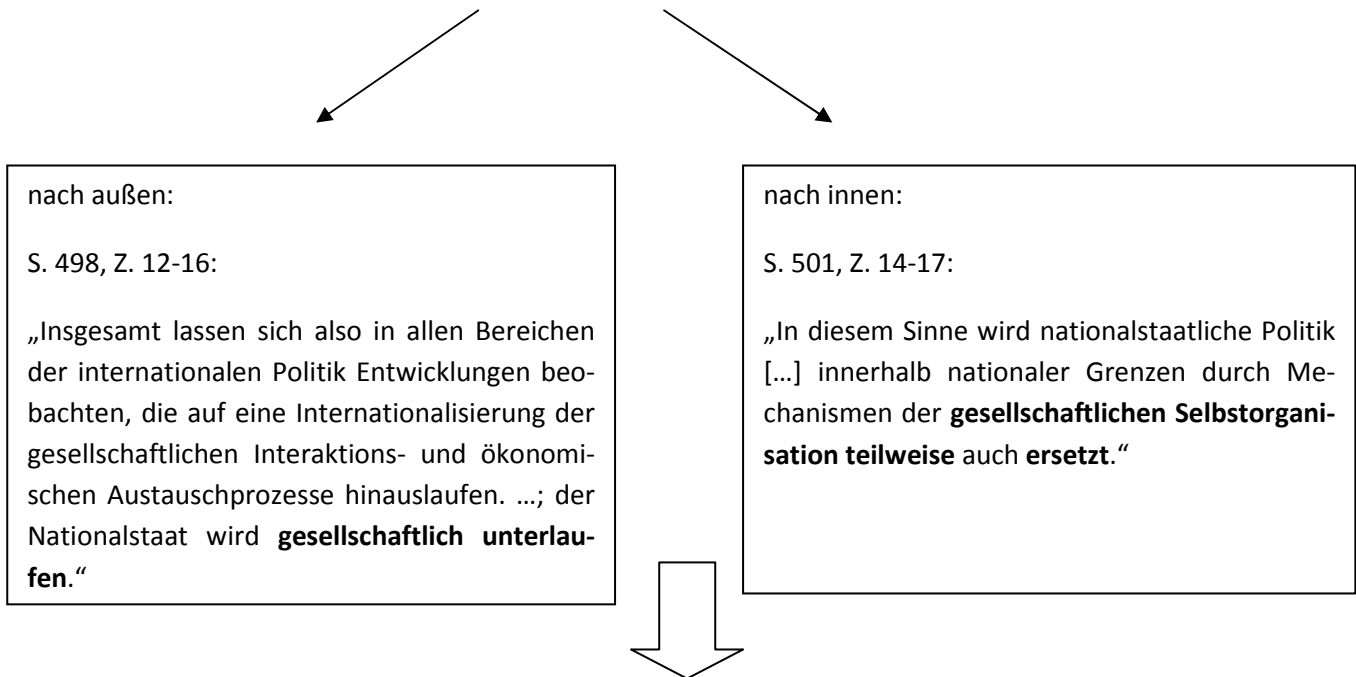 nach außen:
S. 498, Z. 12-16:
„Insgesamt lassen sich also in allen Bereichen
der internationalen Politik Entwicklungen beo-
bachten, die auf eine Internationalisierung der
gesellschaftlichen Interaktions- und ökonomi-
schen Austauschprozesse hinauslaufen. …; der
Nationalstaat wird gesellschaftlich unterlau-
fen.“
nach innen:
S. 501, Z. 14-17:
„In diesem Sinne wird nationalstaatliche Politik
[…] innerhalb nationaler Grenzen durch Me-
chanismen der gesellschaftlichen Selbstorgani-
sation teilweise auch ersetzt.“